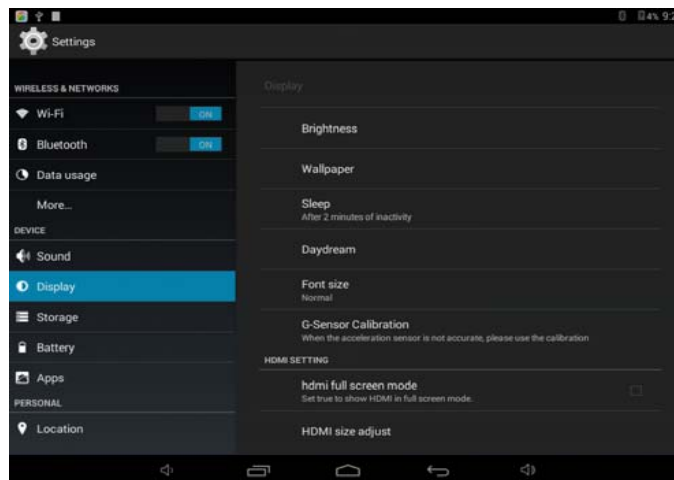 4% 9:2
Settings
WIRELESS & NETWORKS
Wi-Fi
ON
Bluetooth
ON
Data usage
More...
DEVICE
Sound
Display
Storage
Battery
Apps
PERSONAL
Location
Display
Brightness
Wallpaper
Sleep
After 2 minutes of inactivity
Daydream
Font size
Normal
G-Sensor Calibration
When the acceleration sensor is not accurate, please use the calibration
HDMI SETTING
hdmi full screen mode
Set true to show HDMI in full screen mode.
HDMI size adjust